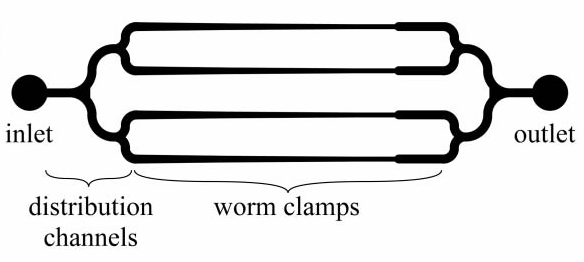 inlet
outlet
distribution
channels
worm clamps